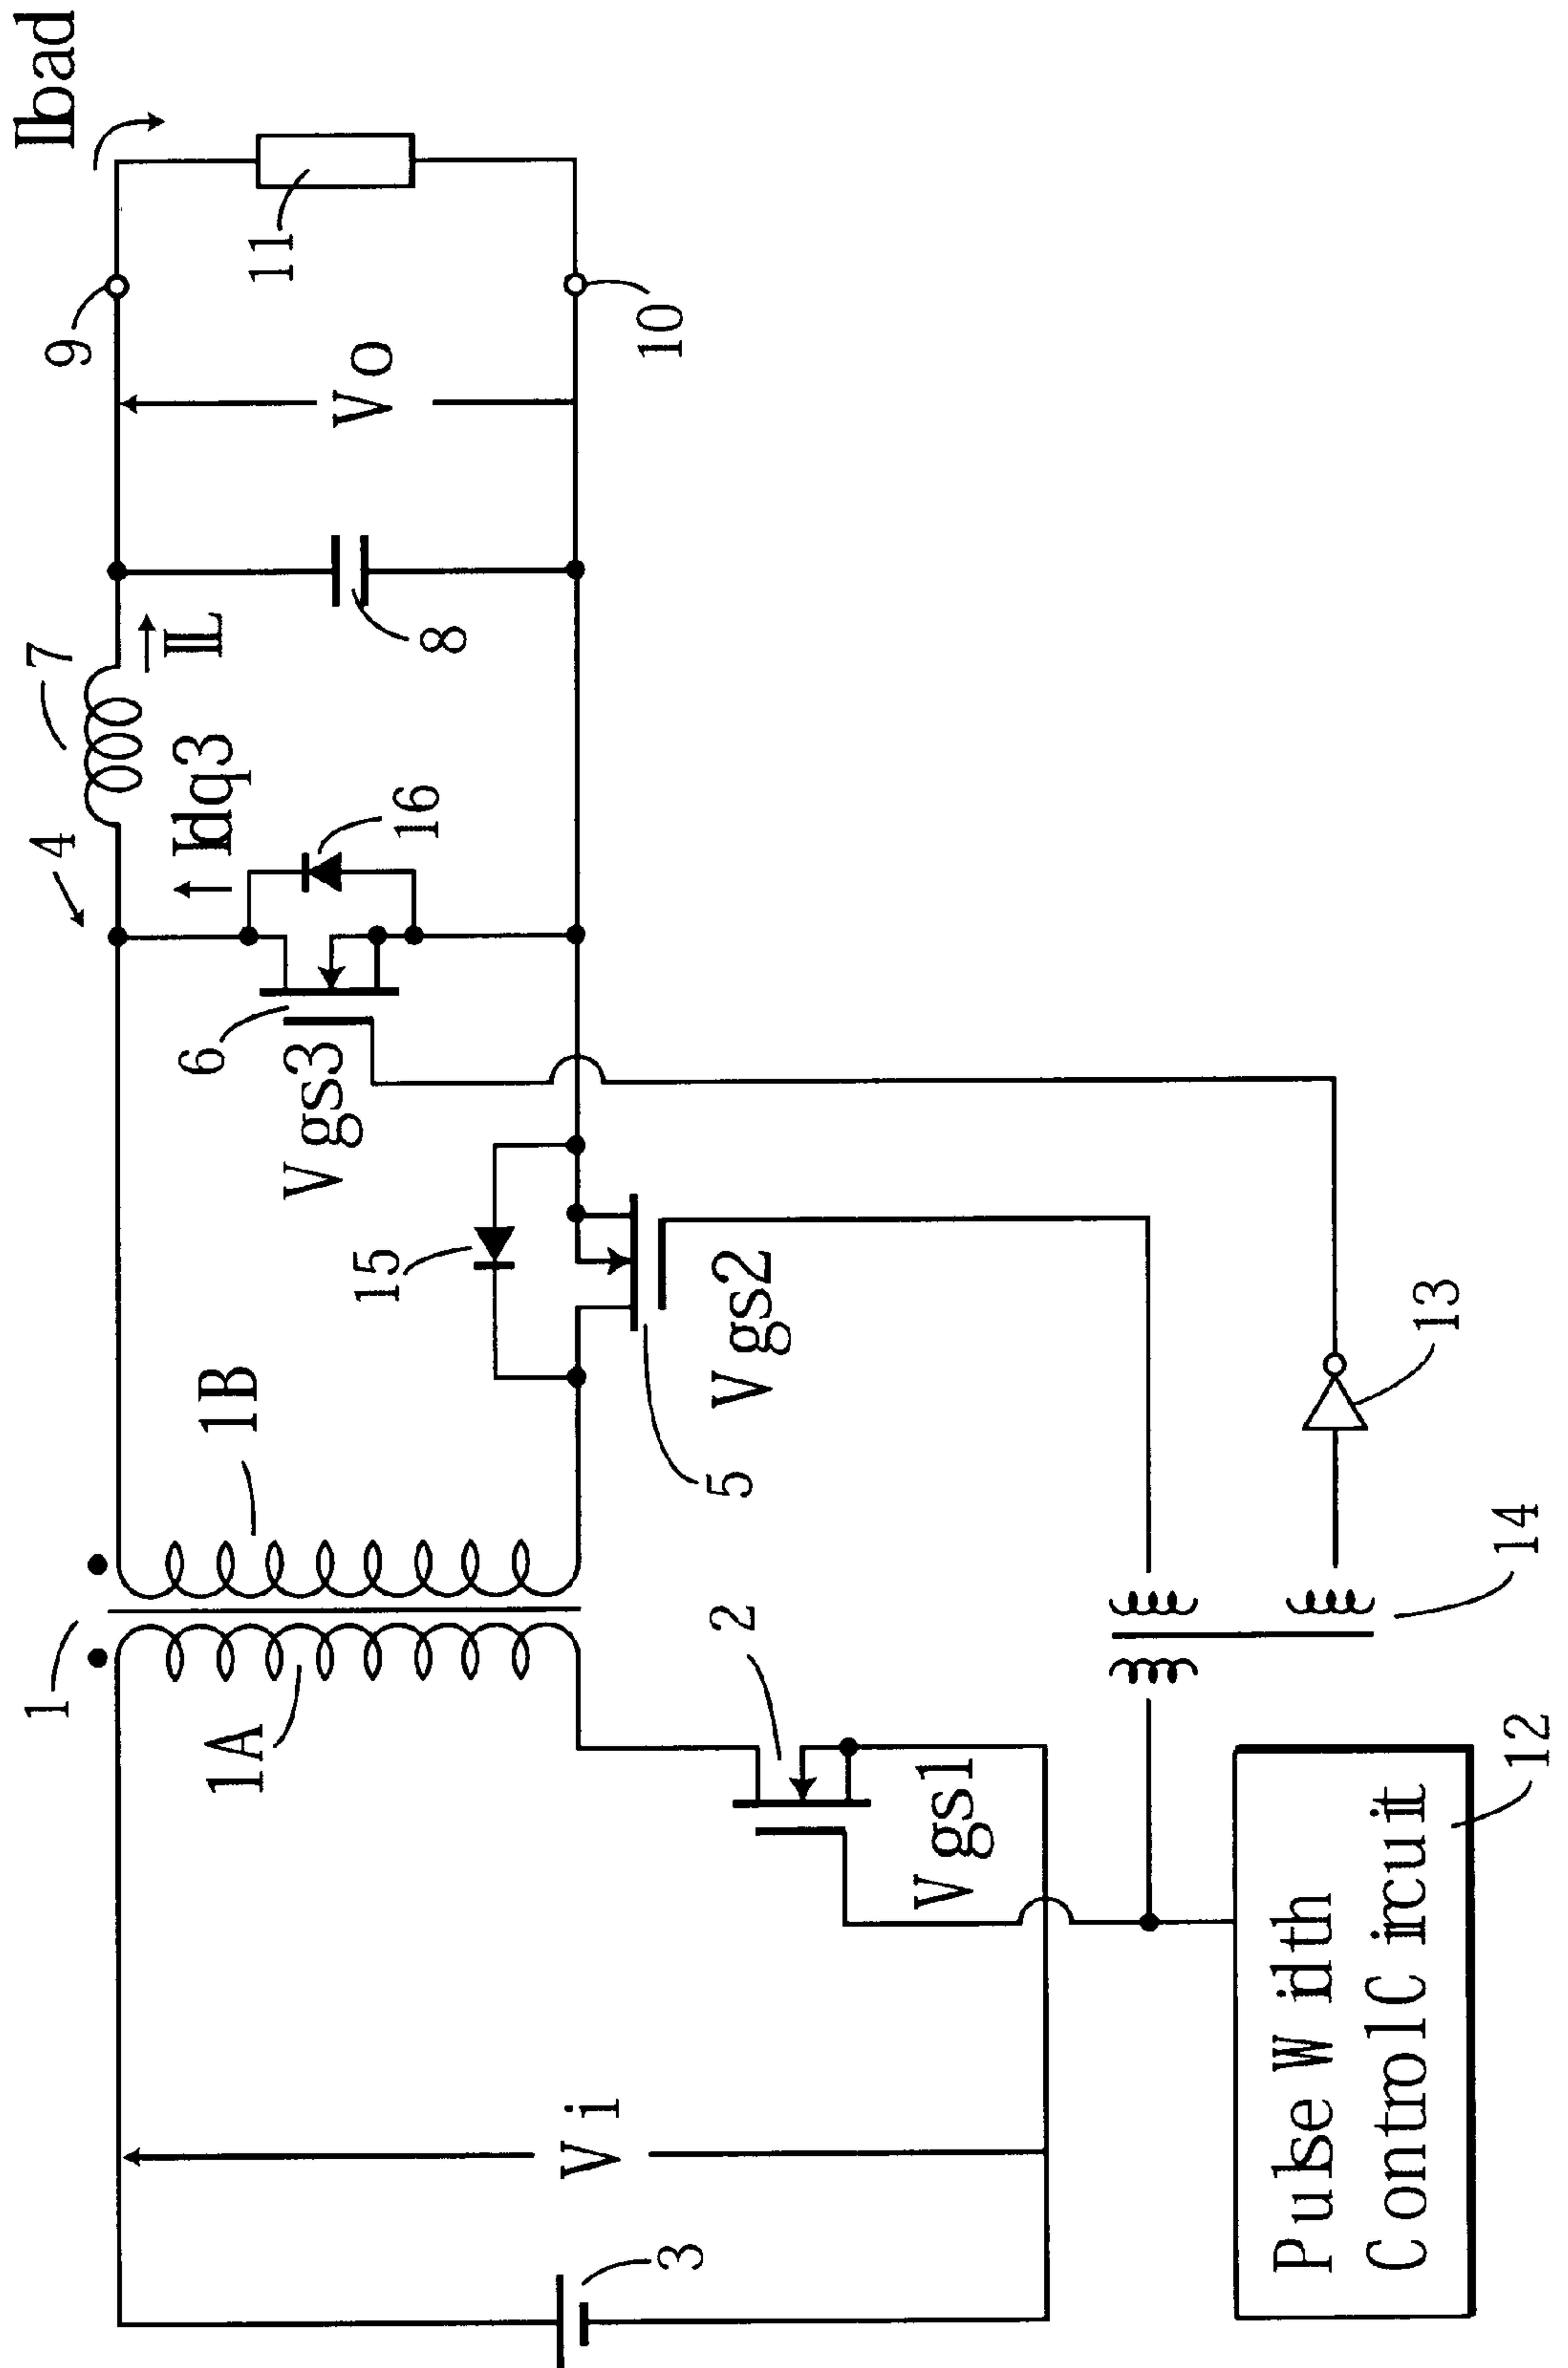 Iload
4
7
9
1
1B
Idq3
IL
1A
16
11
6
Vo
Vgs3
15
8
Vi
10
3
2
5
Vgs2
Vgs1
13
14
Pulse Width
Control Circuit
12